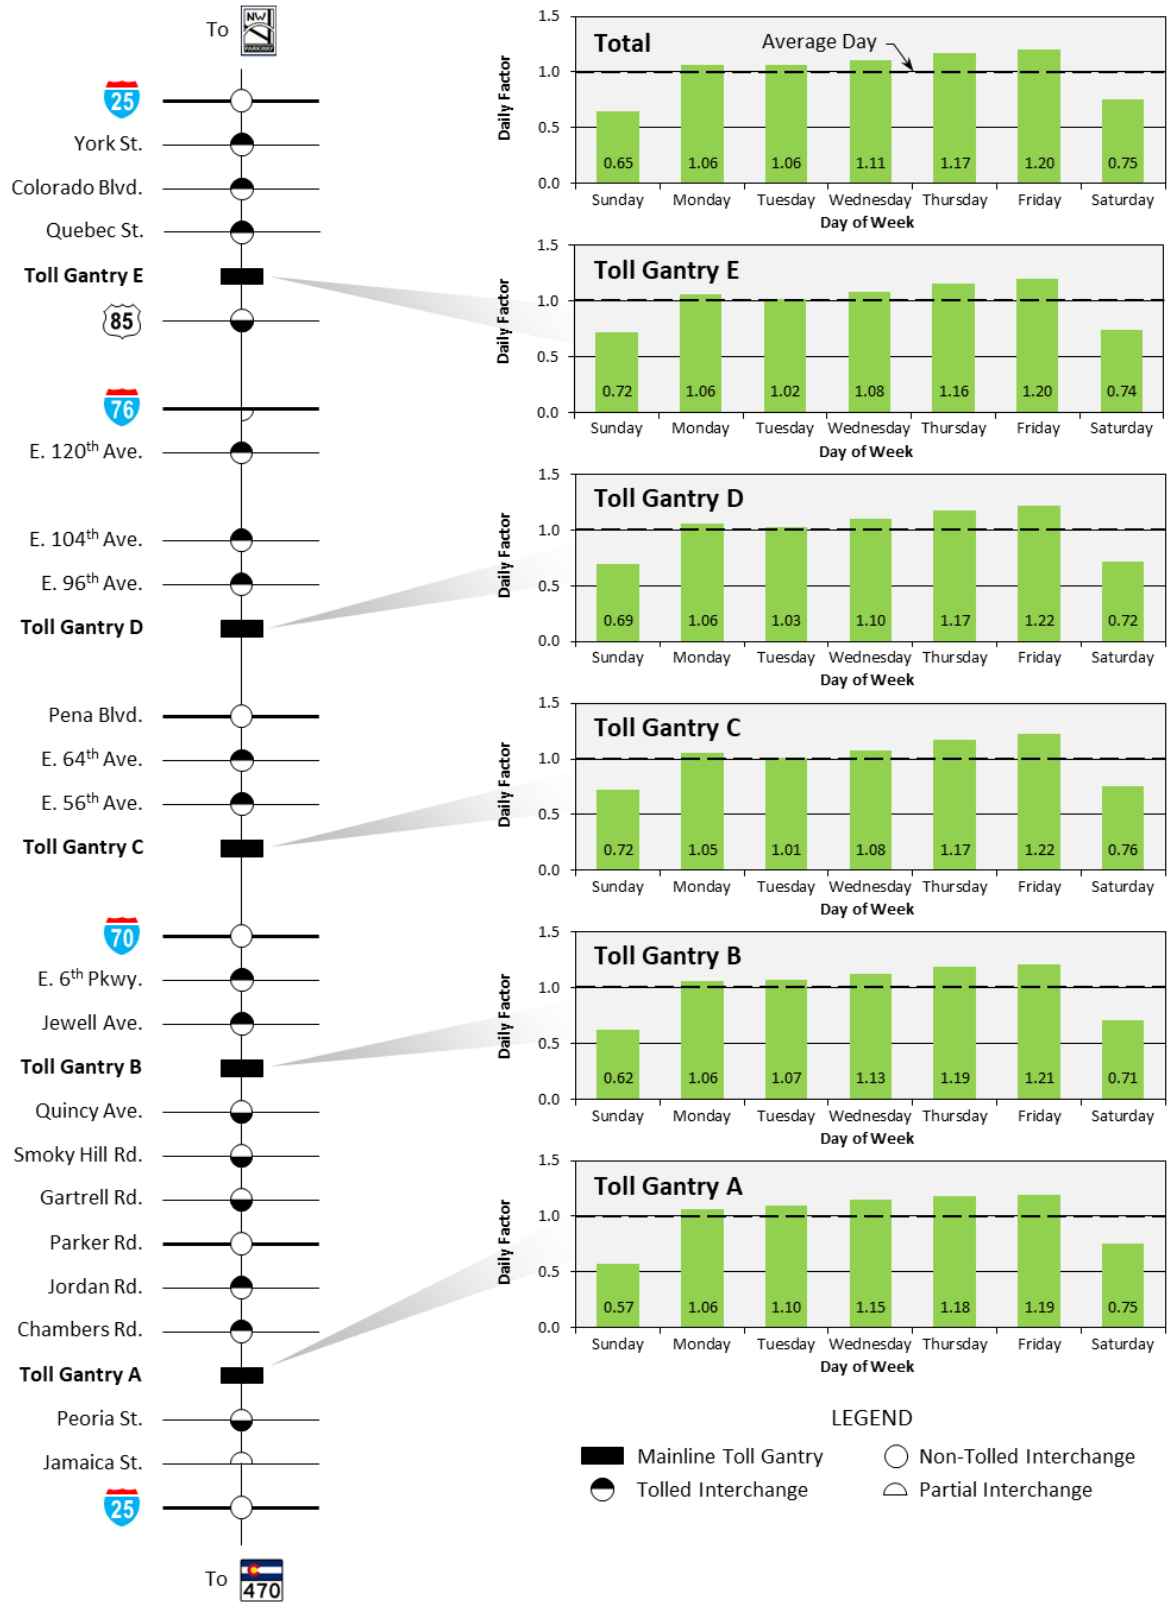 To NW PARKWAY
25
York St.
Colorado Blvd.
Quebec St.
Toll Gantry E
85
76
E. 120th Ave.
E. 104th Ave.
E. 96th Ave.
Toll Gantry D
Pena Blvd.
E. 64th Ave.
E. 56th Ave.
Toll Gantry C
70
E. 6th Pkwy.
Jewell Ave.
Toll Gantry B
Quincy Ave.
Smoky Hill Rd.
Gartrell Rd.
Parker Rd.
Jordan Rd.
Chambers Rd.
Toll Gantry A
Peoria St.
Jamaica St.
25
To 470
Total
Average Day
Daily Factor
1.5
1.0
0.5
0.0
0.65 1.06 1.06 1.11 1.17 1.20 0.75
Sunday Monday Tuesday Wednesday Thursday Friday Saturday
Day of Week
Toll Gantry E
Daily Factor
1.5
1.0
0.5
0.0
0.72 1.06 1.02 1.08 1.16 1.20 0.74
Sunday Monday Tuesday Wednesday Thursday Friday Saturday
Day of Week
Toll Gantry D
Daily Factor
1.5
1.0
0.5
0.0
0.69 1.06 1.03 1.10 1.17 1.22 0.72
Sunday Monday Tuesday Wednesday Thursday Friday Saturday
Day of Week
Toll Gantry C
Daily Factor
1.5
1.0
0.5
0.0
0.72 1.05 1.01 1.08 1.17 1.22 0.76
Sunday Monday Tuesday Wednesday Thursday Friday Saturday
Day of Week
Toll Gantry B
Daily Factor
1.5
1.0
0.5
0.0
0.62 1.06 1.07 1.13 1.19 1.21 0.71
Sunday Monday Tuesday Wednesday Thursday Friday Saturday
Day of Week
Toll Gantry A
Daily Factor
1.5
1.0
0.5
0.0
0.57 1.06 1.10 1.15 1.18 1.19 0.75
Sunday Monday Tuesday Wednesday Thursday Friday Saturday
Day of Week
LEGEND
Mainline Toll Gantry
Non-Tolled Interchange
Tolled Interchange
Partial Interchange